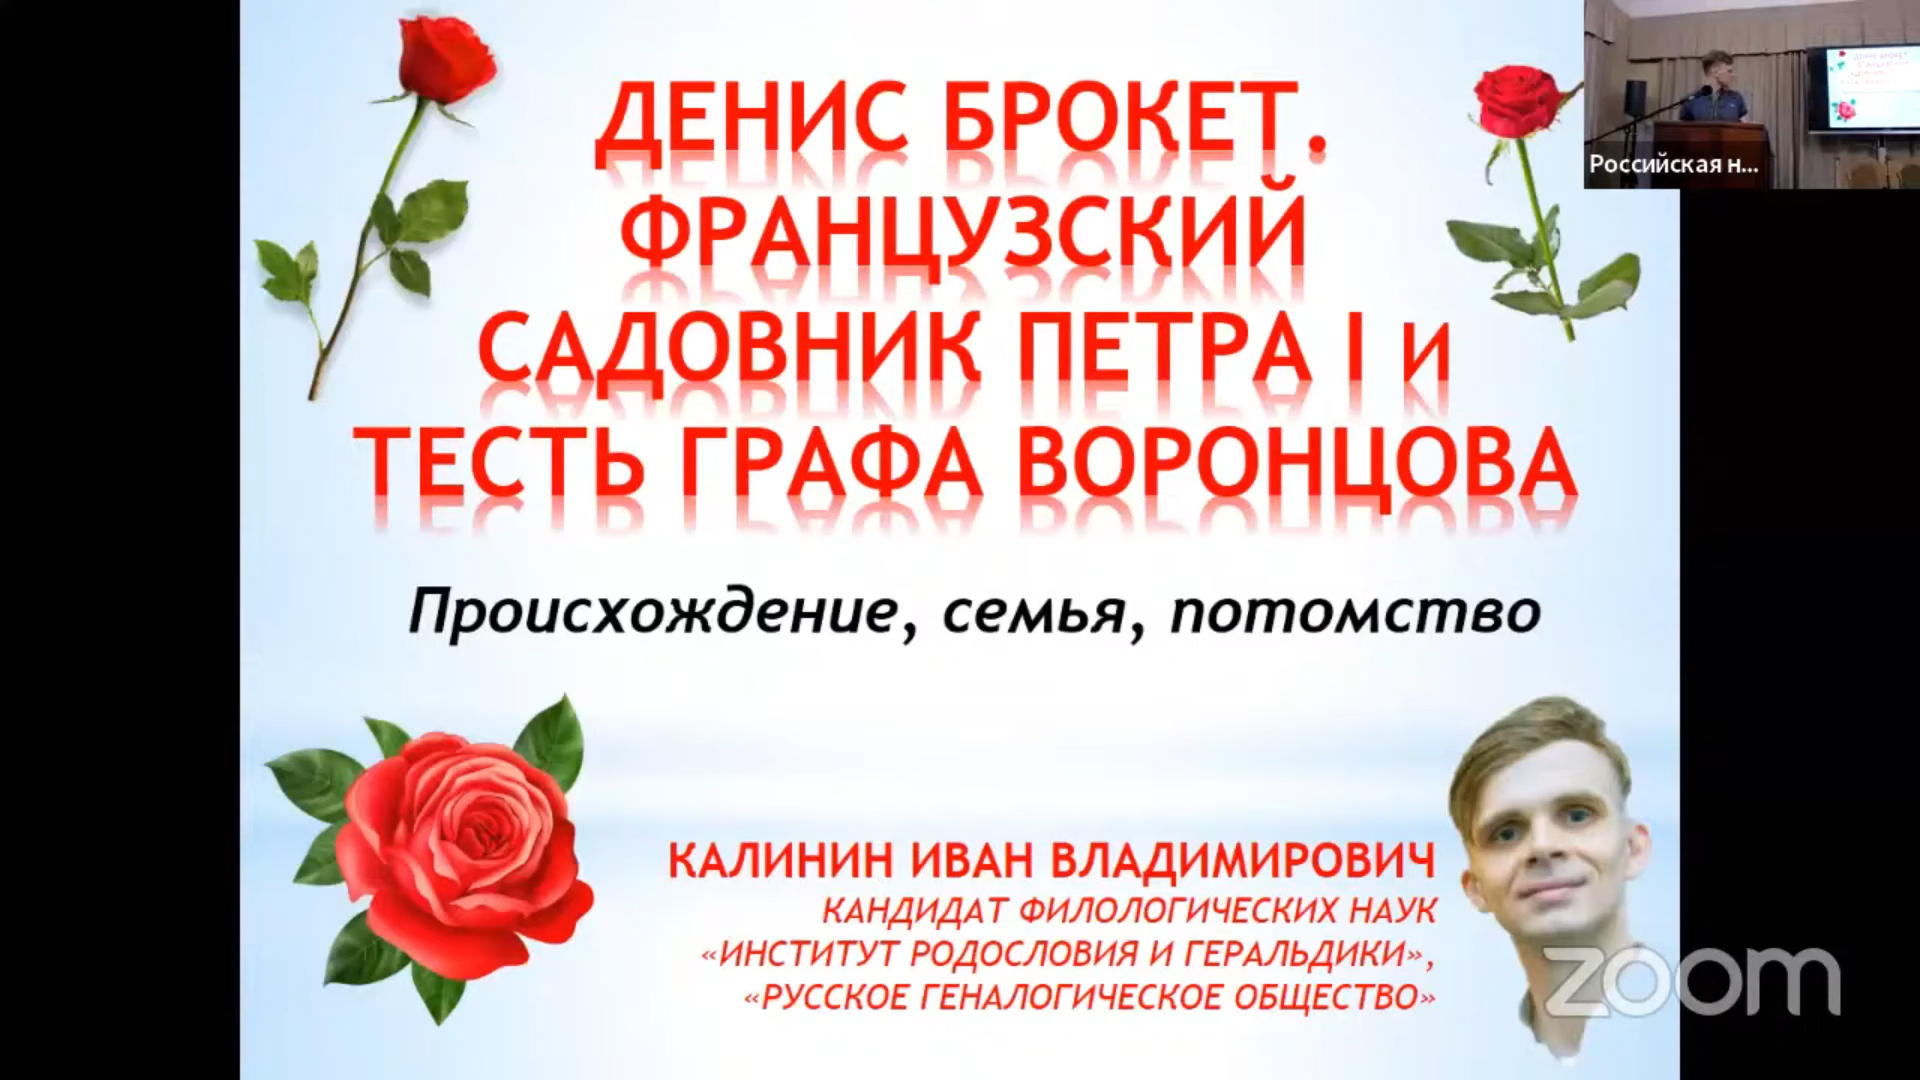 ДЕНИС БРОКЕТ.
ФРАНЦУЗСКИЙ
САДОВНИК ПЕТРА I И
ТЕСТЬ ГРАФА ВОРОНЦОВА
Происхождение, семья, потомство
КАЛИНИН ИВАН ВЛАДИМИРОВИЧ
КАНДИДАТ ФИЛОЛОГИЧЕСКИХ НАУК
«ИНСТИТУТ РОДОСЛОВИЯ И ГЕРАЛЬДИКИ»,
«РУССКОЕ ГЕНАЛОГИЧЕСКОЕ ОБЩЕСТВО»
Российская н...
zoom